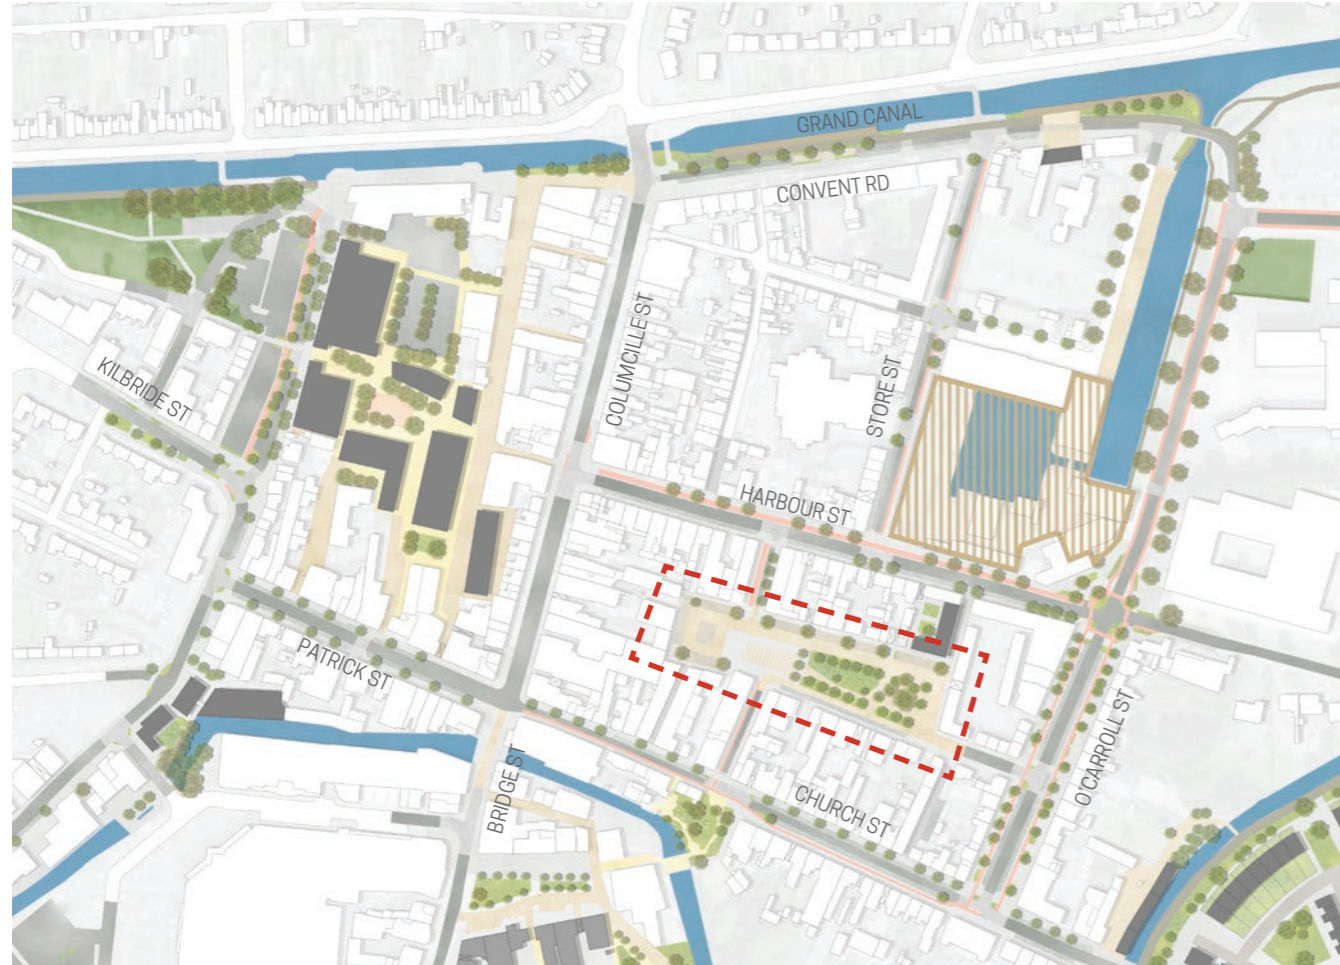 GRAND CANAL
CONVENT RD
COLUMCILLE ST
KILBRIDE ST
STORE ST
HARBOUR ST
PATRICK ST
O'CARROLL ST
BRIDGE ST
CHURCH ST